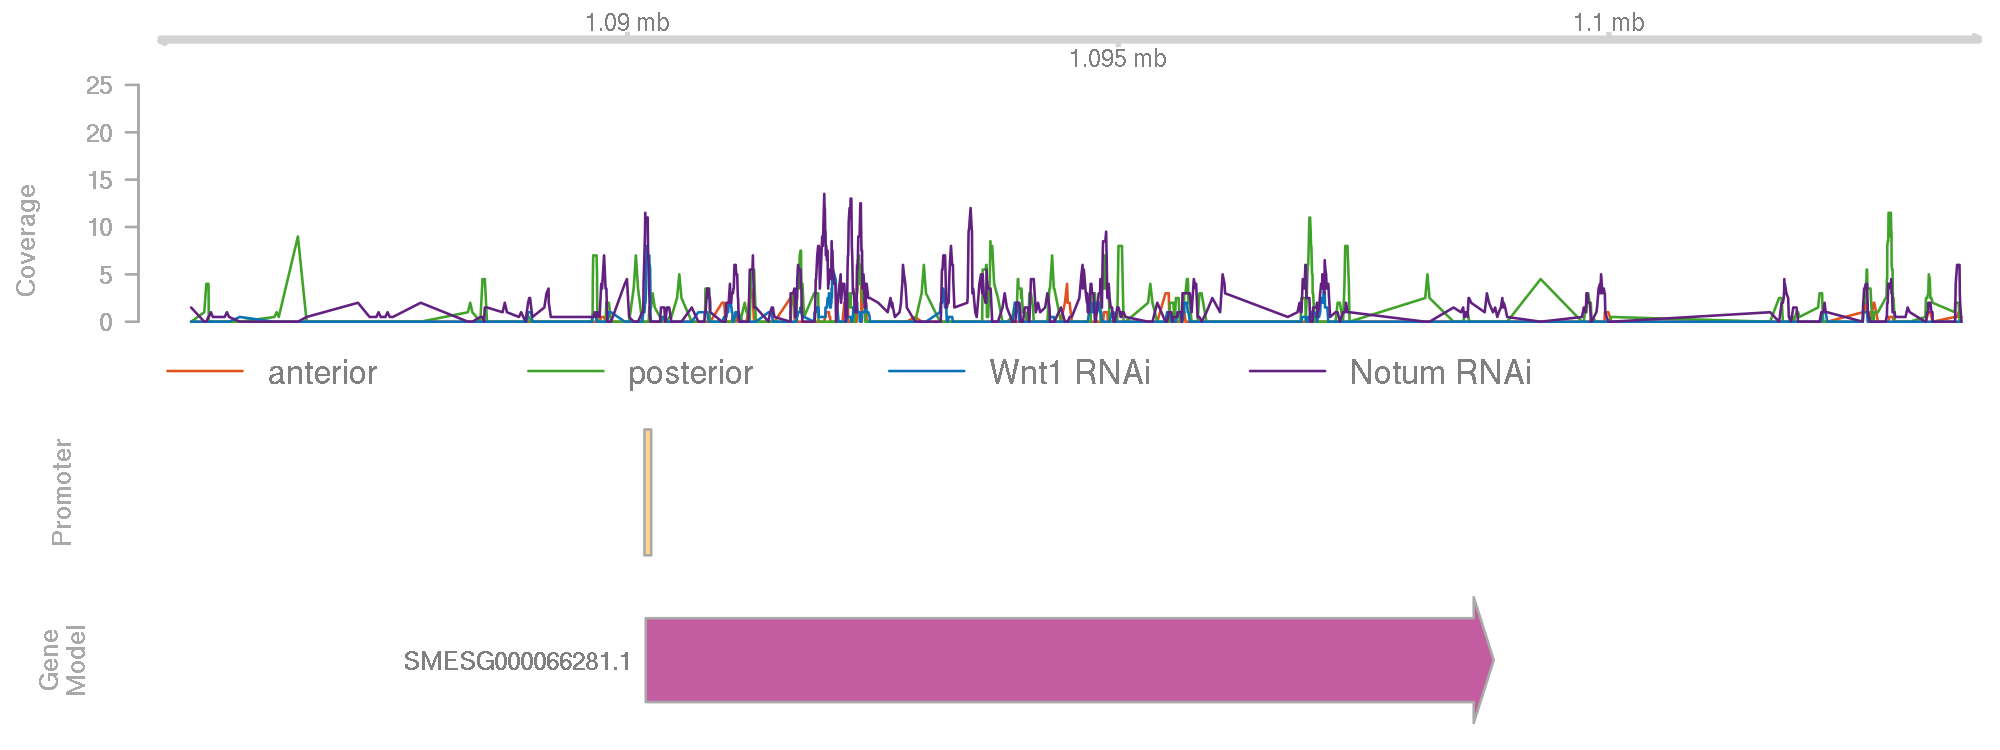 1.09 mb
1.1 mb
1.095 mb
25
20
15
10
5
0
Coverage
anterior posterior Wnt1 RNAi Notum RNAi
Promoter
Gene
Model
SMESG000066281.1